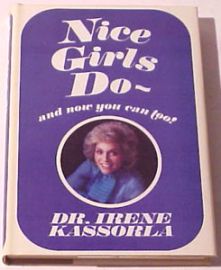 Nice
Girls
Do~
and now you can too!
DR. IRENE
KASSORLA